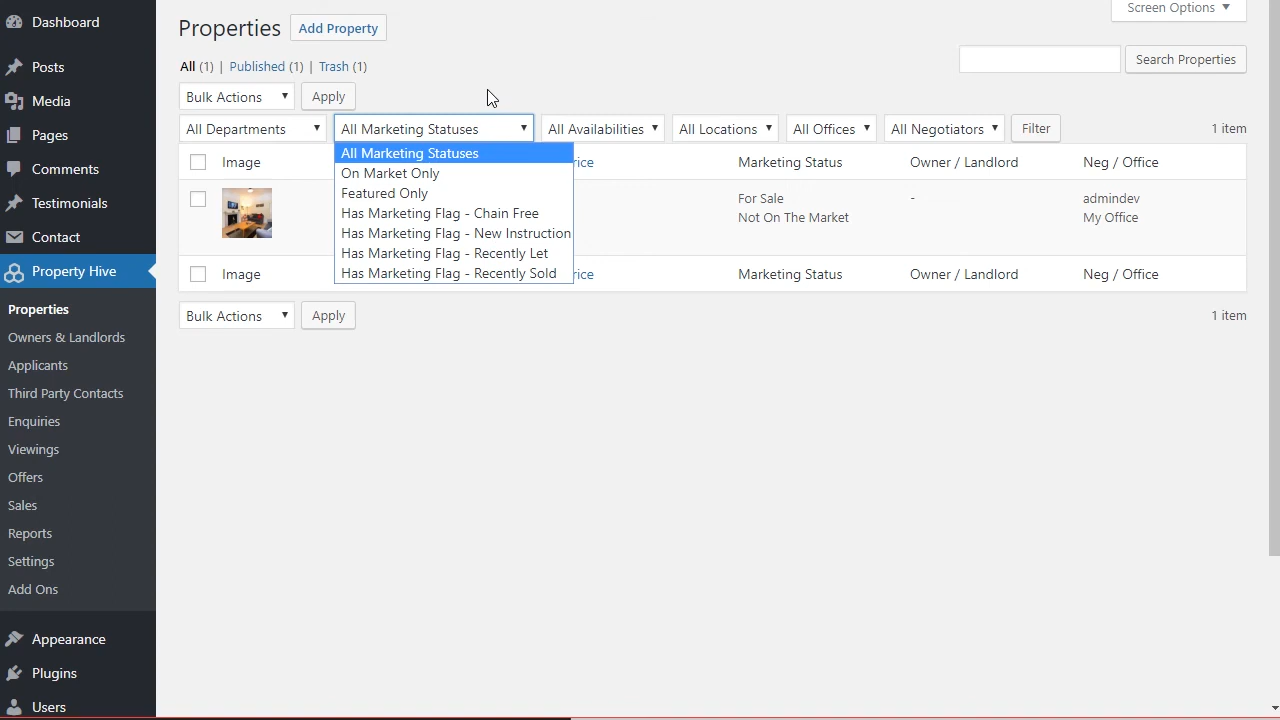 Dashboard
Posts
Media
Pages
Comments
Testimonials
Contact
Property Hive
Properties
Owners & Landlords
Applicants
Third Party Contacts
Enquiries
Viewings
Offers
Sales
Reports
Settings
Add Ons
Appearance
Plugins
Users
Screen Options
Properties Add Property
All (1) | Published (1) | Trash (1)
Search Properties
Bulk Actions Apply
All Departments All Marketing Statuses All Availabilities All Locations All Offices All Negotiators Filter 1 item
All Marketing Statuses
On Market Only
Featured Only
Has Marketing Flag - Chain Free
Has Marketing Flag - New Instruction
Has Marketing Flag - Recently Let
Has Marketing Flag - Recently Sold
Image rice Marketing Status Owner / Landlord Neg / Office
For Sale - admindev
Not On The Market My Office
Image rice Marketing Status Owner / Landlord Neg / Office
Bulk Actions Apply 1 item